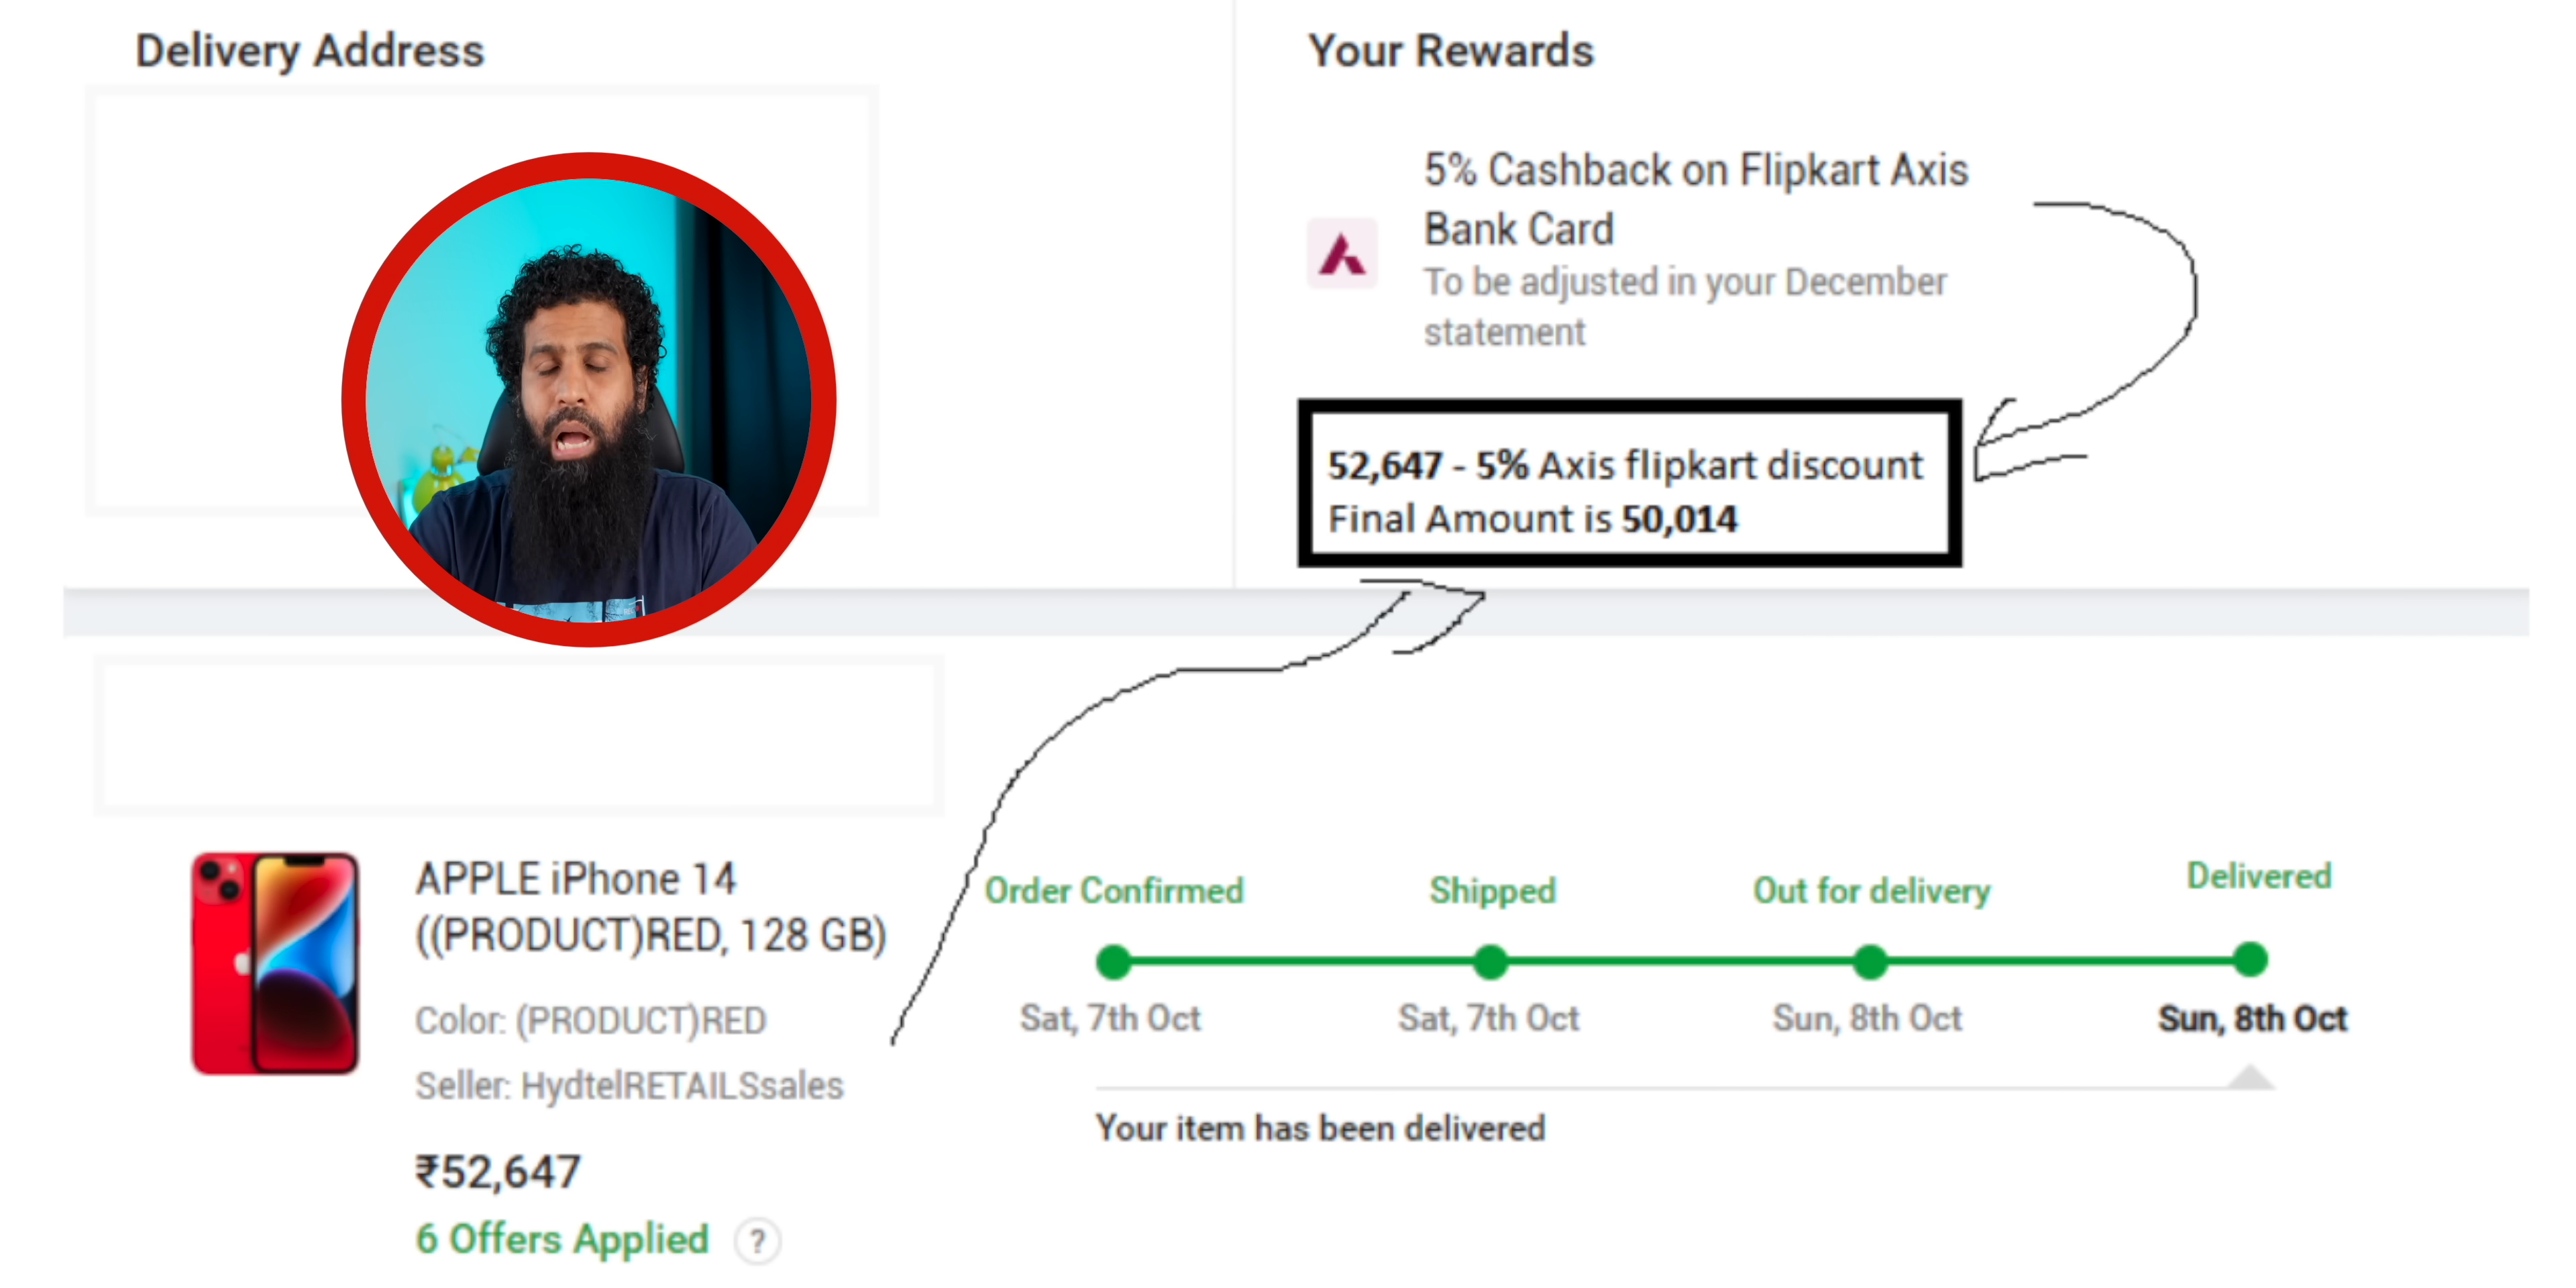 Delivery Address
Your Rewards
5% Cashback on Flipkart Axis
Bank Card
To be adjusted in your December
statement
52,647 - 5% Axis flipkart discount
Final Amount is 50,014
APPLE iPhone 14
((PRODUCT)RED, 128 GB)
Color: (PRODUCT)RED
Seller: HydtelRETAILSsales
₹52,647
6 Offers Applied ?
Order Confirmed
Shipped
Out for delivery
Delivered
Sat, 7th Oct
Sat, 7th Oct
Sun, 8th Oct
Sun, 8th Oct
Your item has been delivered